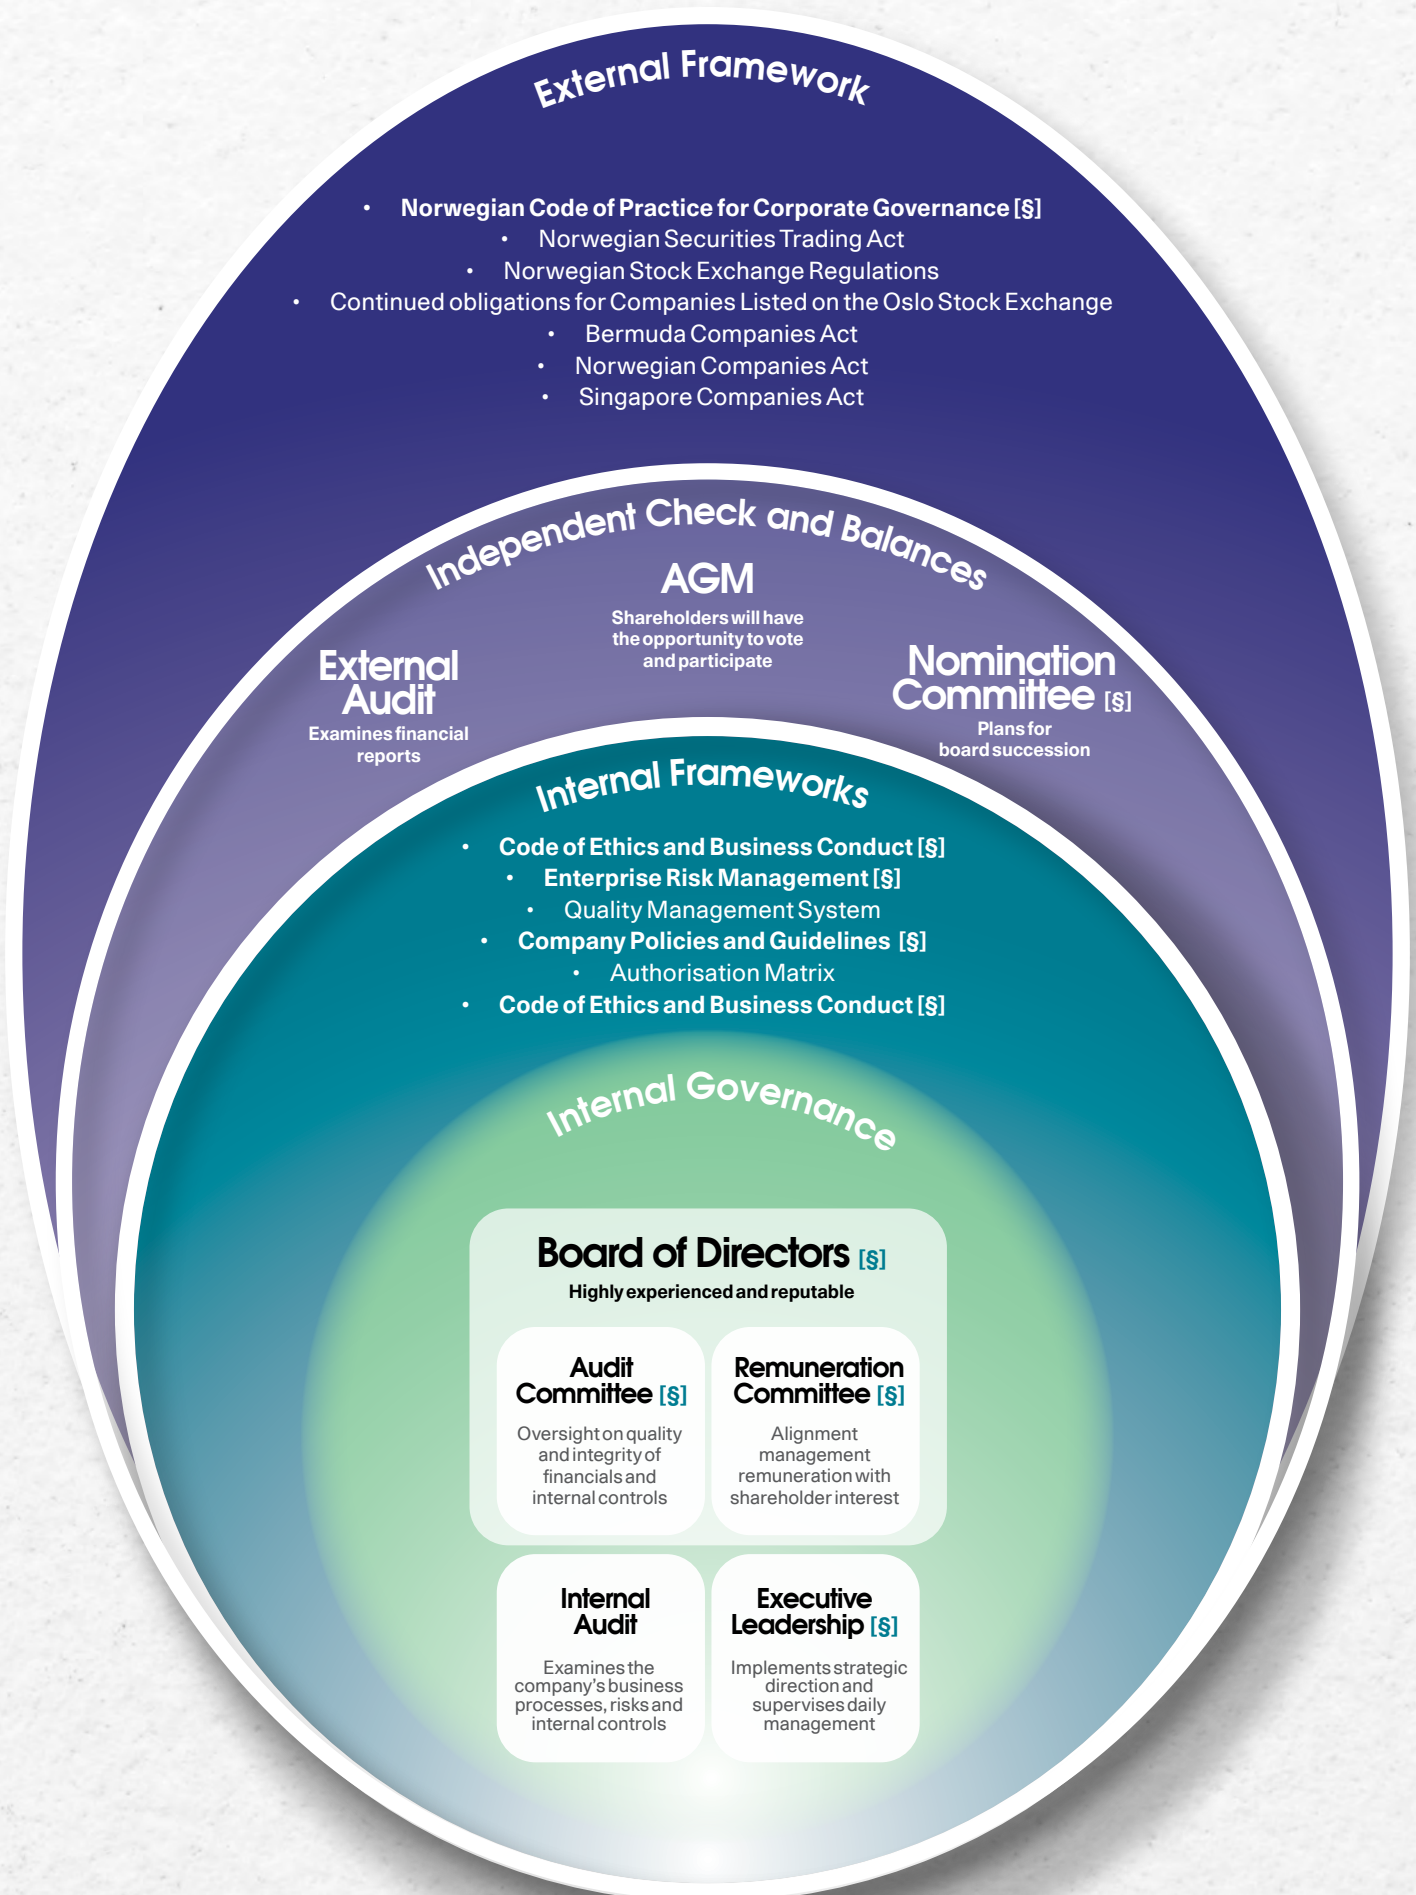 External Framework
• Norwegian Code of Practice for Corporate Governance [§]
• Norwegian Securities Trading Act
• Norwegian Stock Exchange Regulations
• Continued obligations for Companies Listed on the Oslo Stock Exchange
• Bermuda Companies Act
• Norwegian Companies Act
• Singapore Companies Act
Independent Check and Balances
AGM
Shareholders will have
the opportunity to vote
and participate
External
Audit
Examines financial
reports
Nomination
Committee [§]
Plans for
board succession
Internal Frameworks
• Code of Ethics and Business Conduct [§]
• Enterprise Risk Management [§]
• Quality Management System
• Company Policies and Guidelines [§]
• Authorisation Matrix
• Code of Ethics and Business Conduct [§]
Internal Governance
Board of Directors [§]
Highly experienced and reputable
Audit
Committee [§]
Oversight on quality
and integrity of
financials and
internal controls
Remuneration
Committee [§]
Alignment
management
remuneration with
shareholder interest
Internal
Audit
Examines the
company's business
processes, risks and
internal controls
Executive
Leadership [§]
Implements strategic
direction and
supervises daily
management